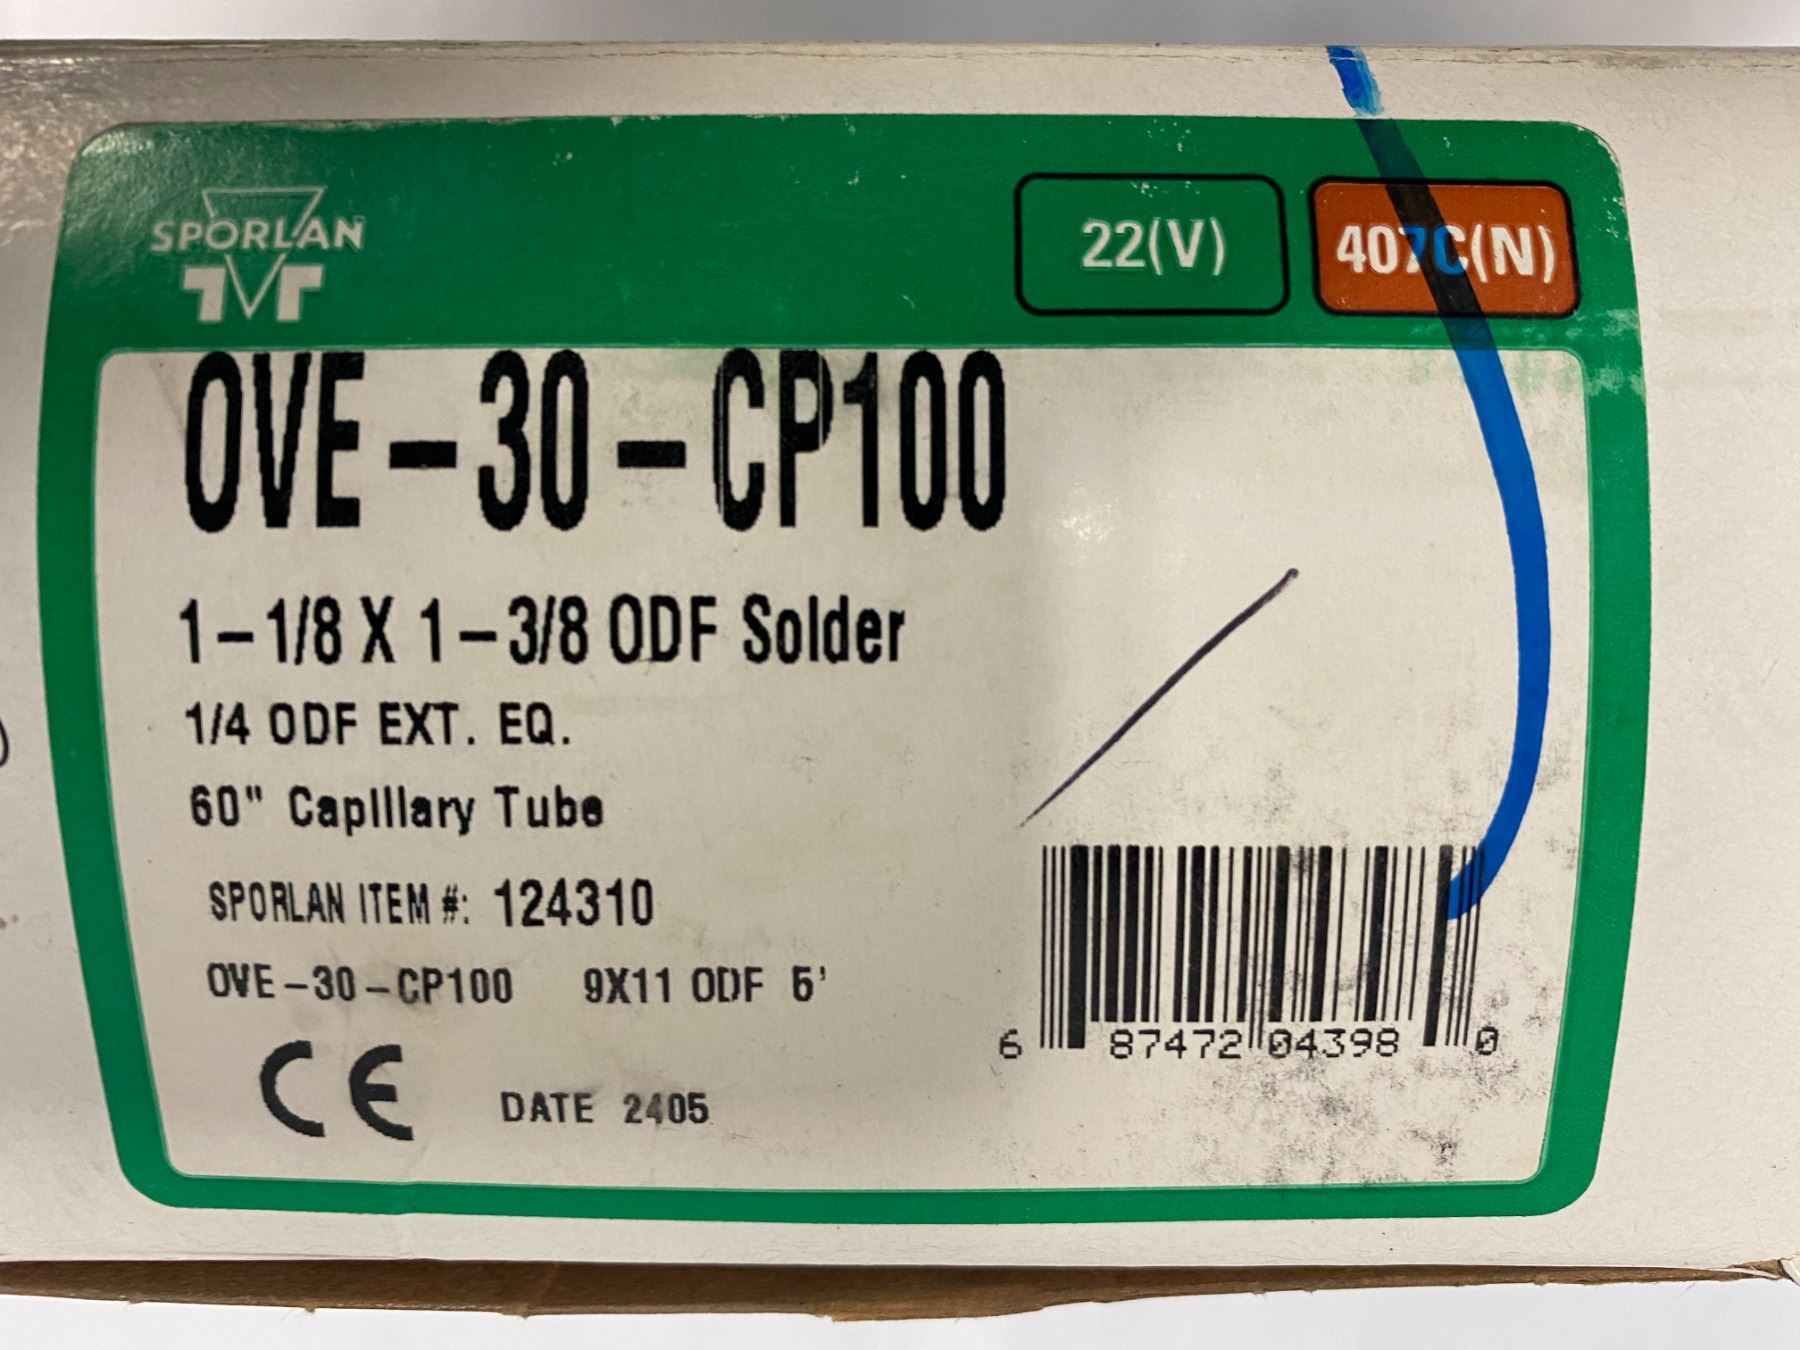 SPORLAN
22(V) 407C(N)
OVE-30-CP100
1-1/8 X 1-3/8 ODF Solder
1/4 ODF EXT. EQ.
60" Capillary Tube
SPORLAN ITEM #: 124310
OVE-30-CP100 9X11 ODF 5'
DATE 2405
CE
6 87472 04398 0